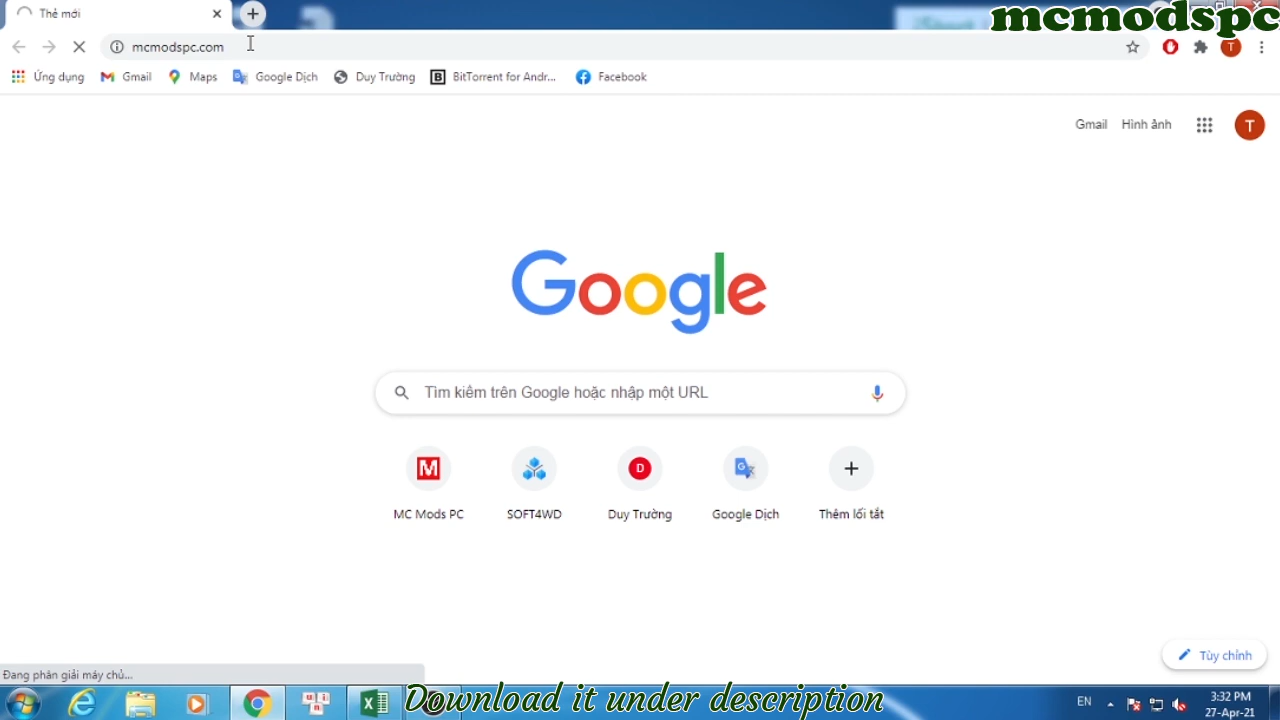 Thẻ mới
mcmodspc
mcmodspc.com
T
Ứng dụng
Gmail
Maps
Google Dịch
Duy Trường
BitTorrent for Andr...
Facebook
Gmail
Hình ảnh
T
Google
Tìm kiếm trên Google hoặc nhập một URL
MC Mods PC
SOFT4WD
Duy Trường
Google Dịch
Thêm lối tắt
Tùy chỉnh
Đang phân giải máy chủ...
Download it under description
EN
3:32 PM
27-Apr-21